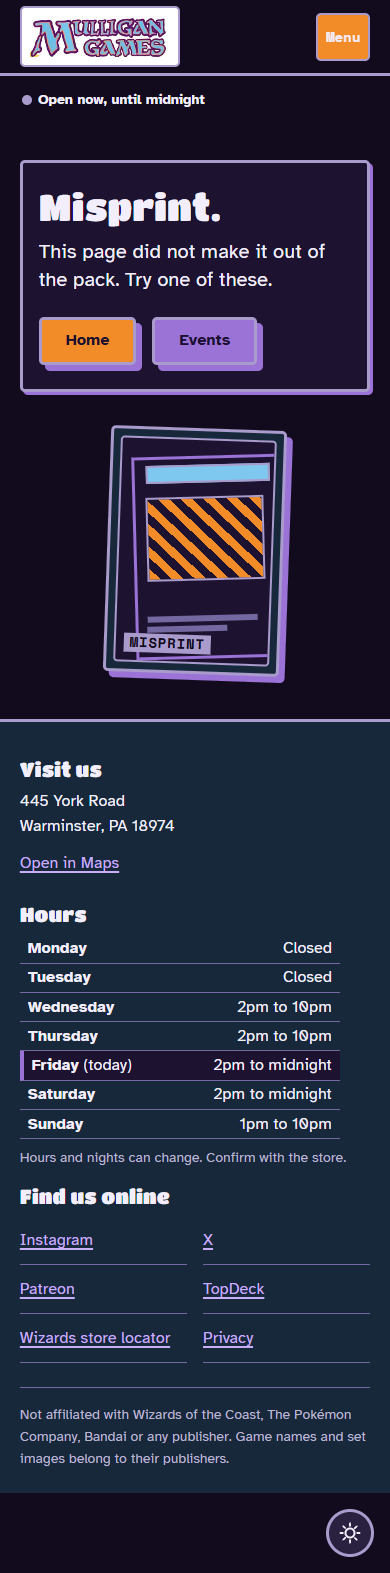 Mulligan
Games
Menu
Open now, until midnight
Misprint.
This page did not make it out of
the pack. Try one of these.
Home
Events
MISPRINT
Visit us
445 York Road
Warminster, PA 18974
Open in Maps
Hours
Monday Closed
Tuesday Closed
Wednesday 2pm to 10pm
Thursday 2pm to 10pm
Friday (today) 2pm to midnight
Saturday 2pm to midnight
Sunday 1pm to 10pm
Hours and nights can change. Confirm with the store.
Find us online
Instagram X
Patreon TopDeck
Wizards store locator Privacy
Not affiliated with Wizards of the Coast, The Pokémon
Company, Bandai or any publisher. Game names and set
images belong to their publishers.